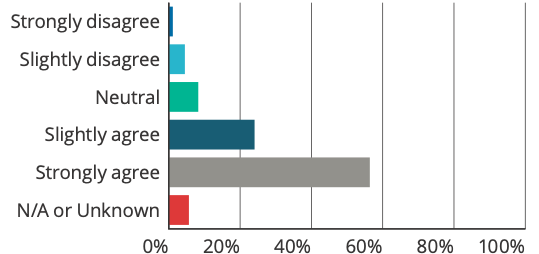 Strongly disagree
Slightly disagree
Neutral
Slightly agree
Strongly agree
N/A or Unknown
0% 20% 40% 60% 80% 100%